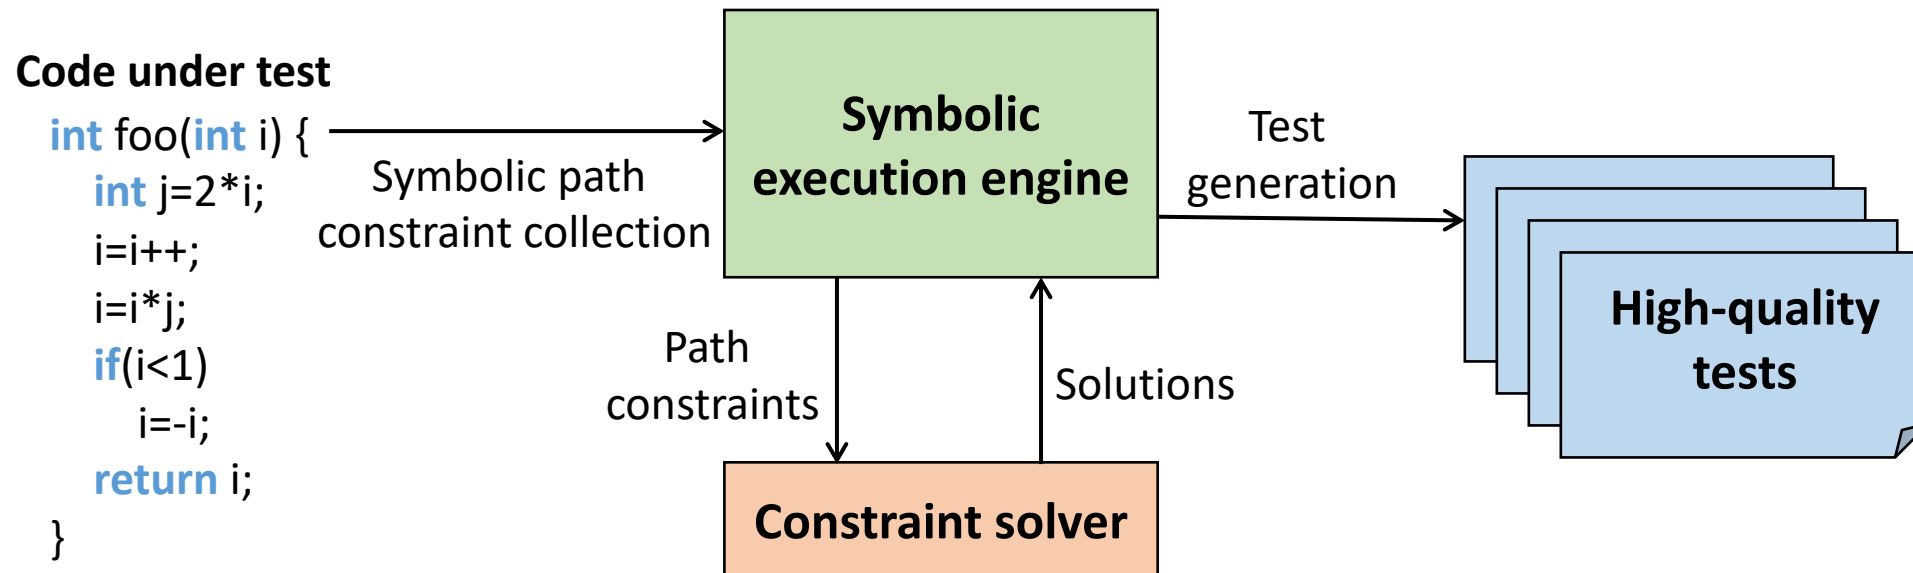 Code under test
int foo(int i) {
int j=2*i;
i=i++;
i=i*j;
if(i<1)
i=-i;
return i;
}
Symbolic path
constraint collection
Symbolic
execution engine
Test
generation
High-quality
tests
Path
constraints
Solutions
Constraint solver